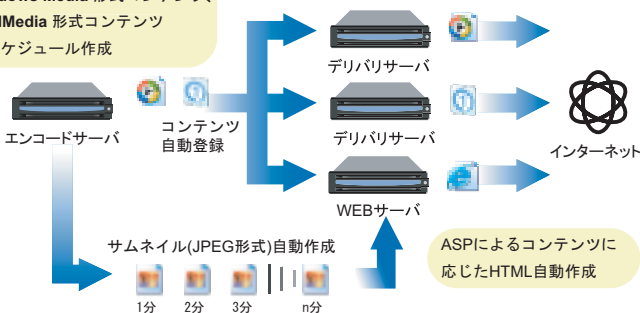 Media 形式コンテンツ
ケジュール作成
デリバリサーバ
エンコードサーバ
コンテンツ
自動登録
デリバリサーバ
インターネット
WEBサーバ
サムネイル(JPEG形式)自動作成
ASPによるコンテンツに
応じたHTML自動作成
1分
2分
3分
n分